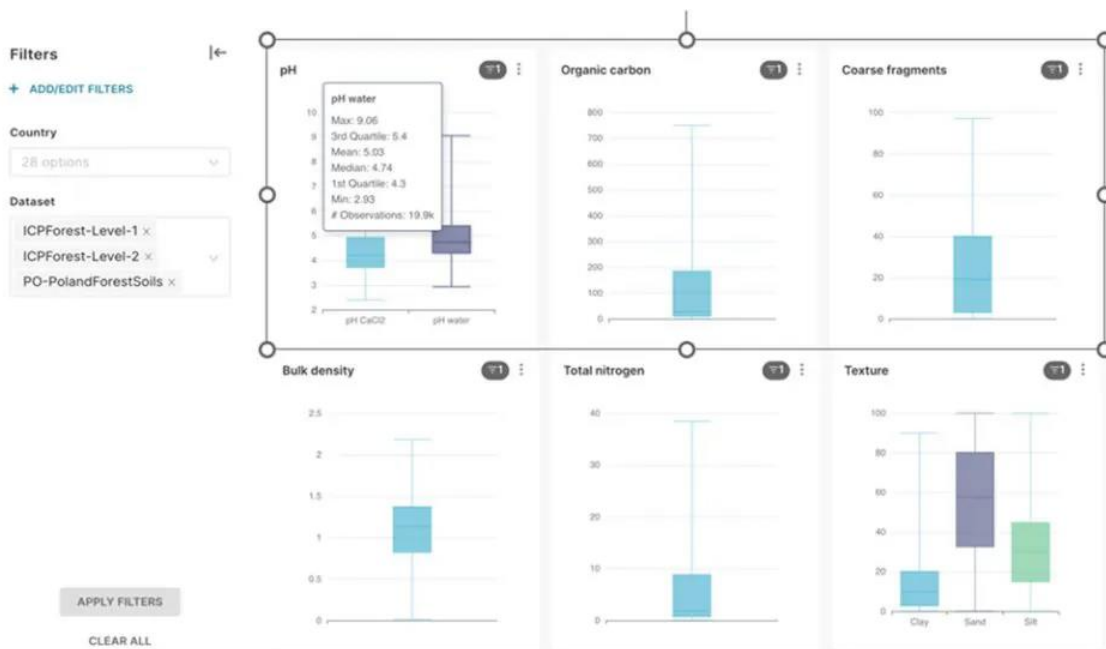 Filters
+ ADD/EDIT FILTERS
Country
28 options
Dataset
ICPForest-Level-1 ×
ICPForest-Level-2 ×
PO-PolandForestSoils ×
APPLY FILTERS
CLEAR ALL
pH
1
pH water
Max: 9.06
3rd Quartile: 5.4
Mean: 5.03
Median: 4.74
1st Quartile: 4.3
Min: 2.93
# Observations: 19.9k
10
9
8
7
6
5
4
3
2
pH CaCl2
pH water
Organic carbon
1
800
700
600
500
400
300
200
100
0
Coarse fragments
1
100
80
60
40
20
0
Bulk density
1
2.5
2
1.5
1
0.5
0
Total nitrogen
1
40
30
20
10
0
Texture
1
100
80
60
40
20
0
Clay
Sand
Silt